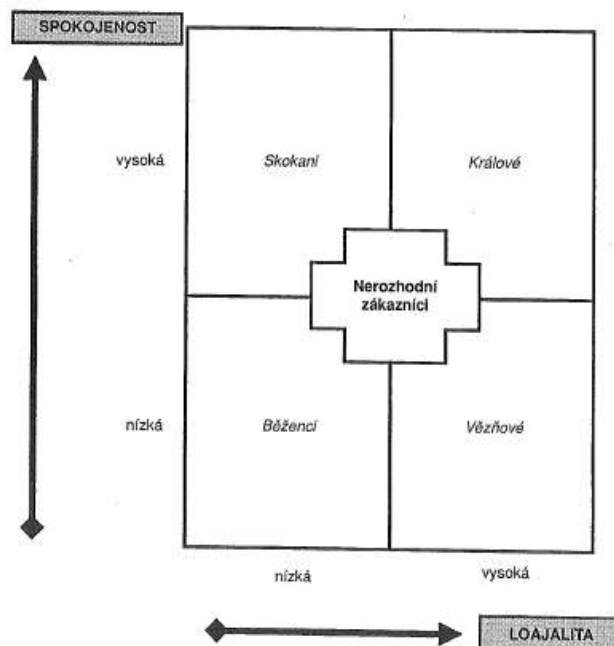 SPOKOJENOST
vysoká
Skokani
Králové
Nerozhodní
zákazníci
nízká
Běženci
Vězňové
nízká
vysoká
LOAJALITA